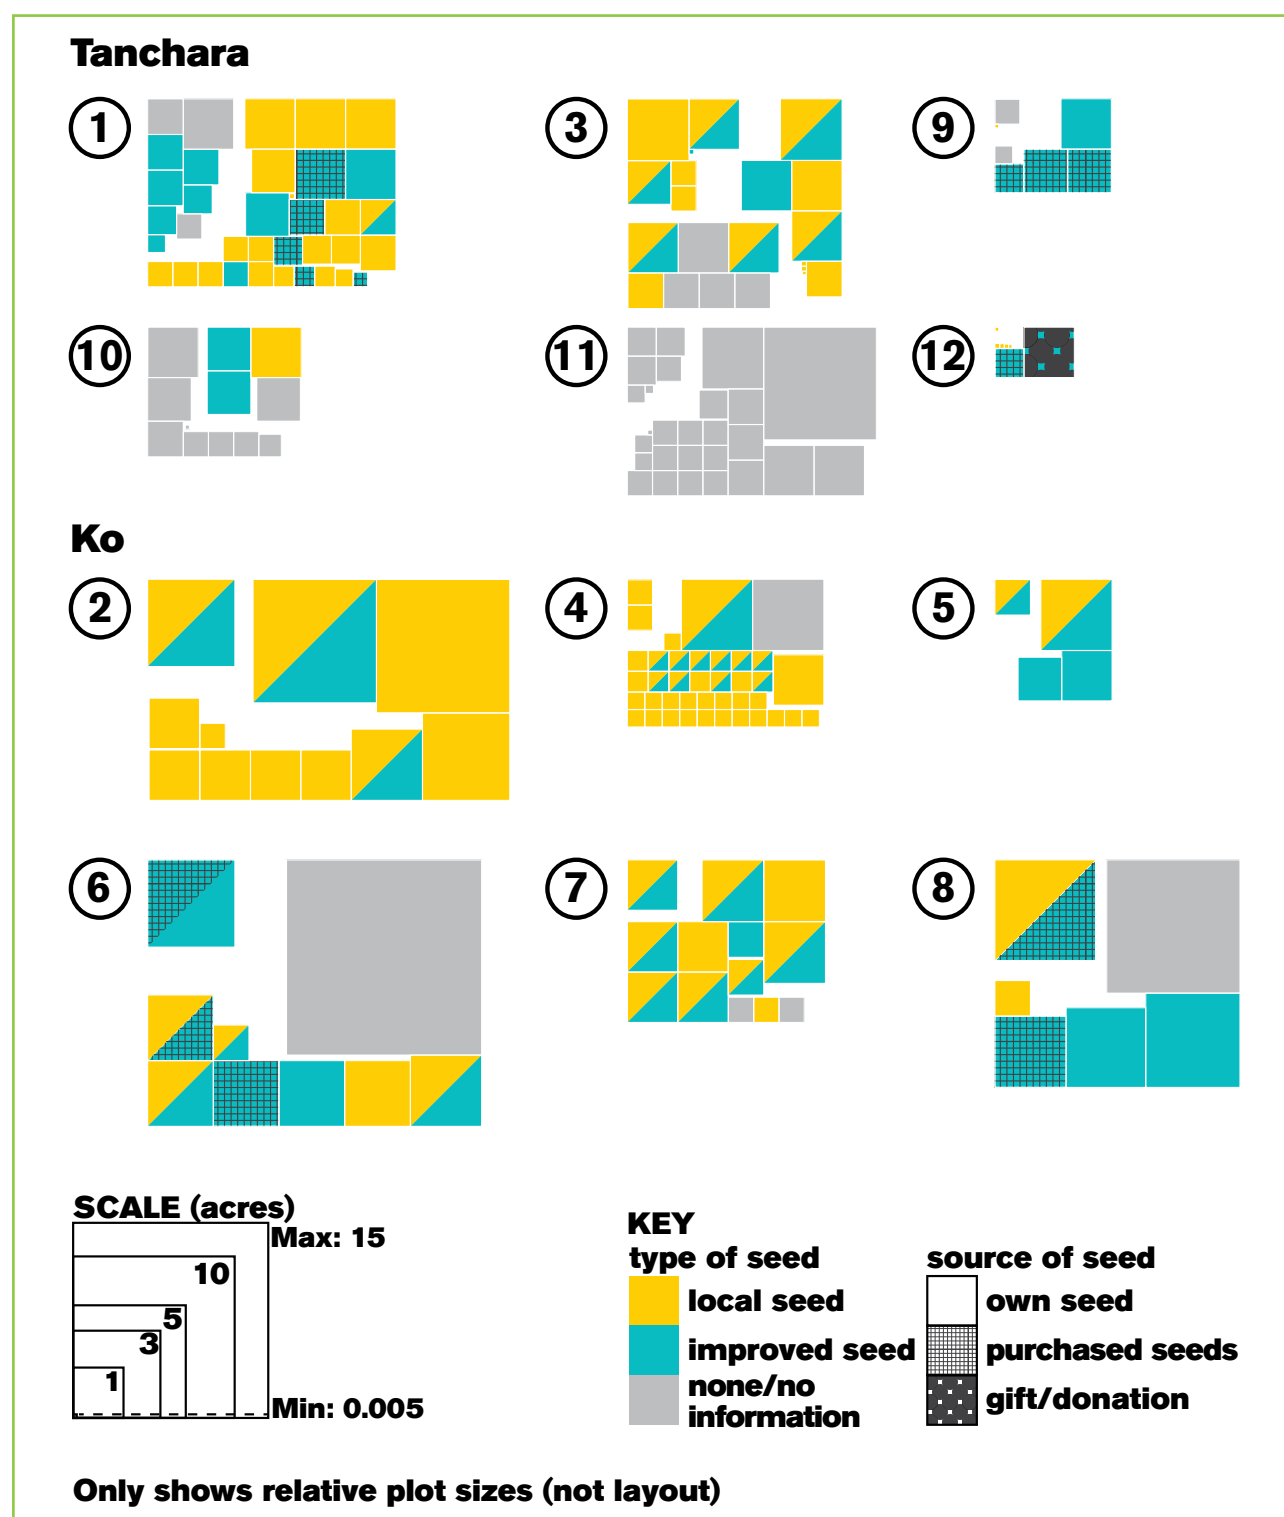 Tanchara
1
3
9
10
11
12
Ko
2
4
5
6
7
8
SCALE (acres)
Max: 15
10
5
3
1
Min: 0.005
KEY
type of seed
local seed
improved seed
none/no
information
source of seed
own seed
purchased seeds
gift/donation
Only shows relative plot sizes (not layout)